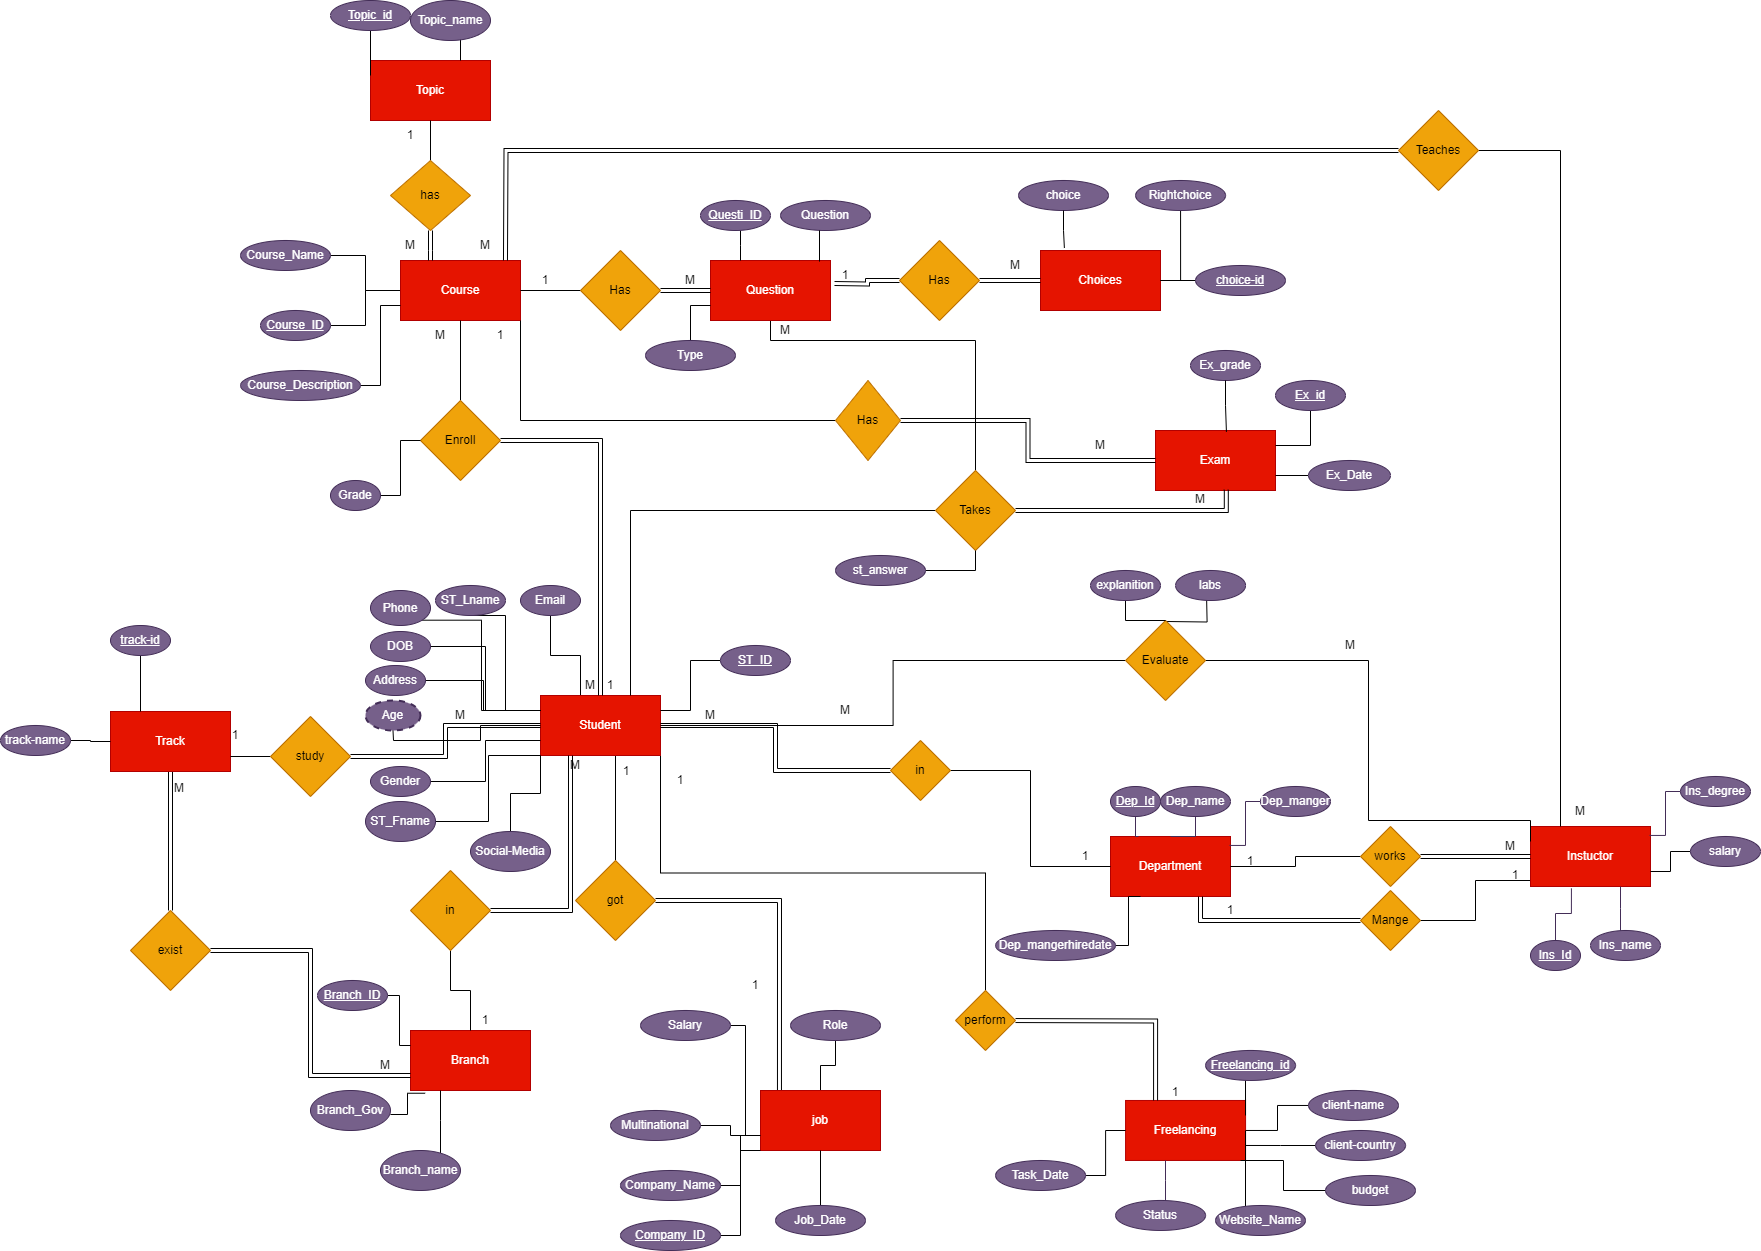 Topic_id
Topic_name
Topic
1
has
Teaches
M
M
Course_Name
Course_ID
Course_Description
Course
1
Has
M
Questi_ID
Question
Question
Type
1
Has
M
choice
Rightchoice
Choices
choice-id
M
1
M
Enroll
Grade
Has
M
Ex_grade
Ex_id
Exam
Ex_Date
M
Takes
st_answer
explanition
labs
Evaluate
M
Phone
ST_Lname
Email
DOB
Address
Age
ST_ID
M
1
M
Student
M
M
track-id
track-name
Track
1
study
Gender
ST_Fname
Social-Media
M
1
1
in
M
Dep_Id
Dep_name
Dep_manger
Department
1
1
works
M
M
Ins_degree
Instuctor
salary
1
1
Mange
Dep_mangerhiredate
Ins_Id
Ins_name
exist
in
got
Branch_ID
1
M
Branch
Branch_Gov
Branch_name
1
Salary
Role
Multinational
job
Company_Name
Company_ID
Job_Date
perform
1
Freelancing_id
client-name
Freelancing
client-country
Task_Date
budget
Status
Website_Name